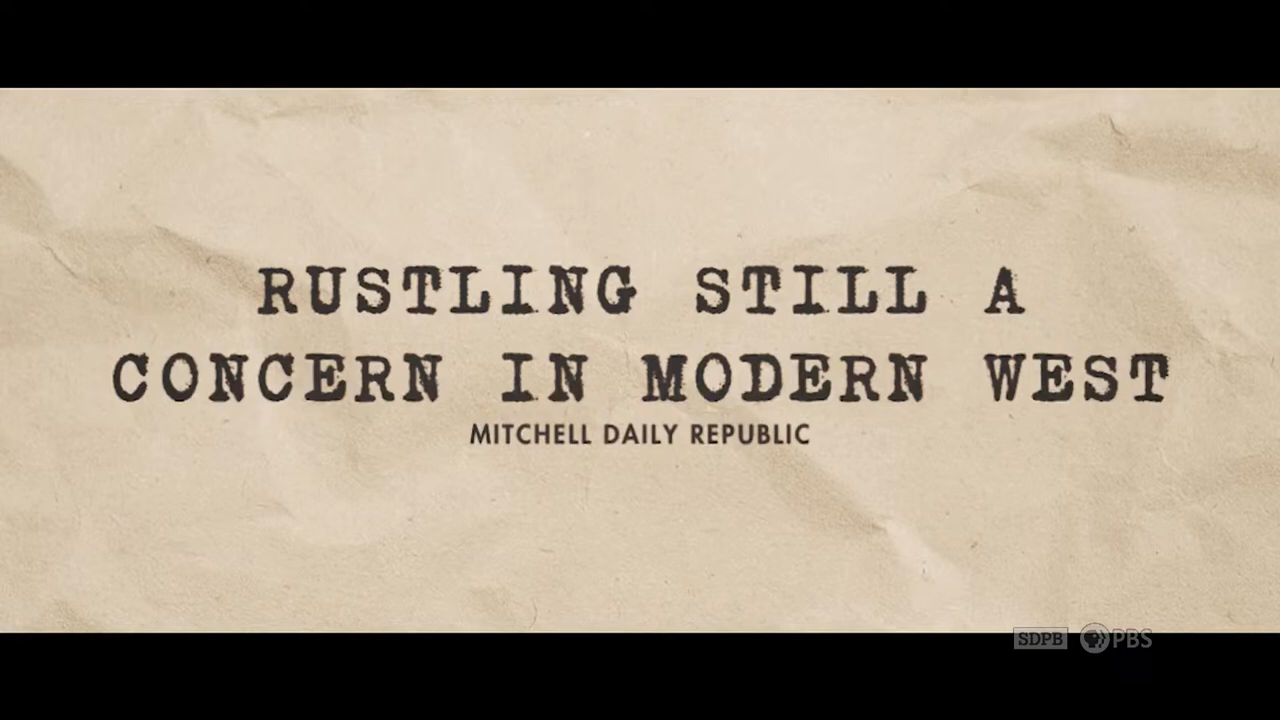 RUSTLING STILL A
CONCERN IN MODERN WEST
MITCHELL DAILY REPUBLIC
SDPB PBS